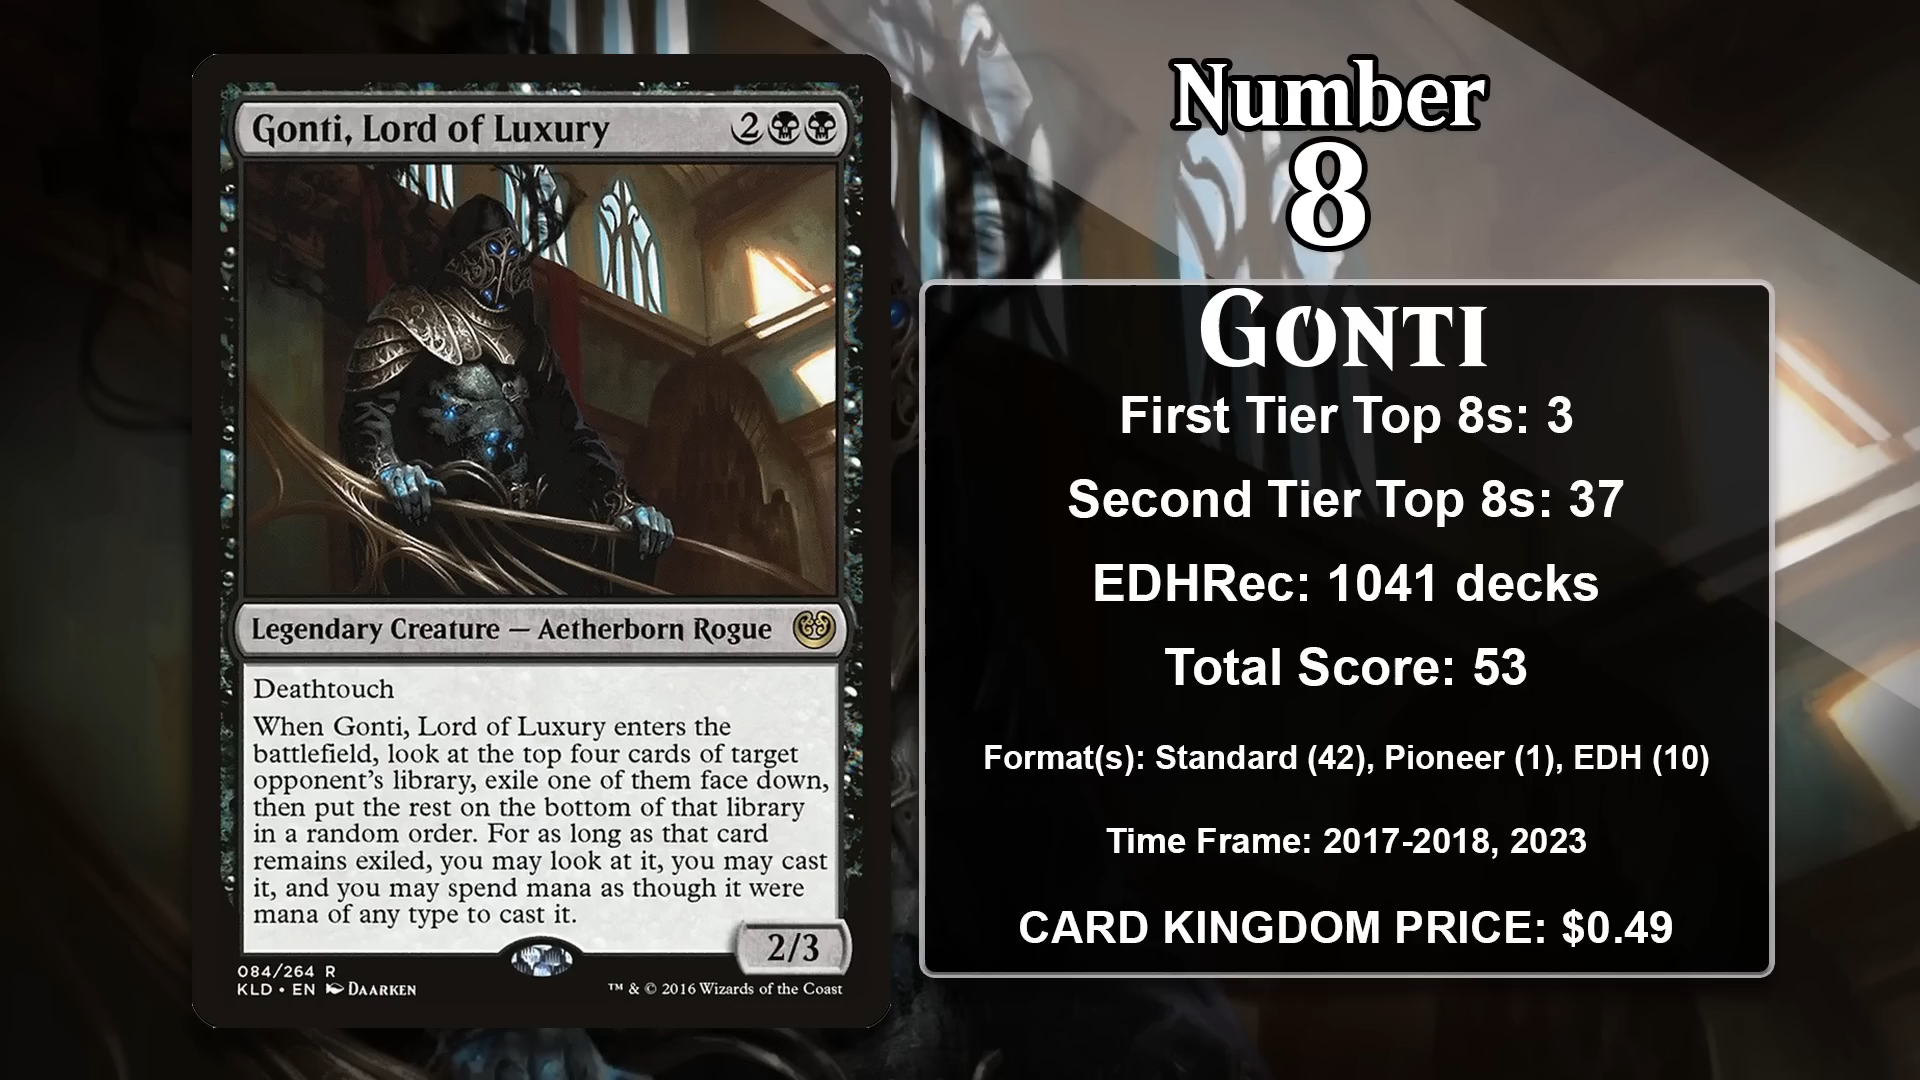 Gonti, Lord of Luxury 2
Legendary Creature — Aetherborn Rogue
Deathtouch
When Gonti, Lord of Luxury enters the
battlefield, look at the top four cards of target
opponent's library, exile one of them face down,
then put the rest on the bottom of that library
in a random order. For as long as that card
remains exiled, you may look at it, you may cast
it, and you may spend mana as though it were
mana of any type to cast it.
2/3
084/264 R
KLD • EN DAARKEN
™ & © 2016 Wizards of the Coast
Number
8
GONTI
First Tier Top 8s: 3
Second Tier Top 8s: 37
EDHRec: 1041 decks
Total Score: 53
Format(s): Standard (42), Pioneer (1), EDH (10)
Time Frame: 2017-2018, 2023
CARD KINGDOM PRICE: $0.49